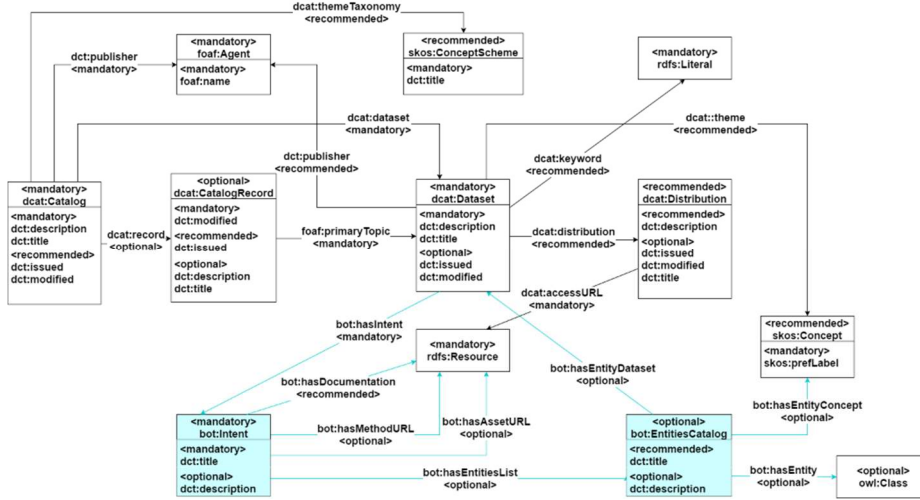 dcat:themeTaxonomy
<recommended>
dct:publisher
<mandatory>
<mandatory>
foaf:Agent
<mandatory>
foaf:name
<recommended>
skos:ConceptScheme
<mandatory>
dct:title
<mandatory>
rdfs:Literal
dcat:dataset
<mandatory>
dcat::theme
<recommended>
dct:publisher
<recommended>
dcat:keyword
<recommended>
<mandatory>
dcat:Catalog
<mandatory>
dct:description
dct:title
<recommended>
dct:issued
dct:modified
dcat:record
<optional>
<optional>
dcat:CatalogRecord
<mandatory>
dct:modified
<recommended>
dct:issued
<optional>
dct:description
dct:title
foaf:primaryTopic
<mandatory>
<mandatory>
dcat:Dataset
<mandatory>
dct:description
dct:title
<optional>
dct:issued
dct:modified
dcat:distribution
<recommended>
<recommended>
dcat:Distribution
<recommended>
dct:description
<optional>
dct:issued
dct:modified
dct:title
dct:accessURL
<mandatory>
bot:hasIntent
<mandatory>
<mandatory>
rdfs:Resource
<recommended>
skos:Concept
<mandatory>
skos:prefLabel
bot:hasEntityDataset
<optional>
bot:hasDocumentation
<recommended>
bot:hasEntityConcept
<optional>
<mandatory>
bot:Intent
<mandatory>
dct:title
<optional>
dct:description
bot:hasMethodURL
<optional>
bot:hasAssetURL
<optional>
bot:hasEntitiesList
<optional>
<optional>
bot:EntitiesCatalog
<recommended>
dct:title
<optional>
dct:description
bot:hasEntity
<optional>
<optional>
owl:Class